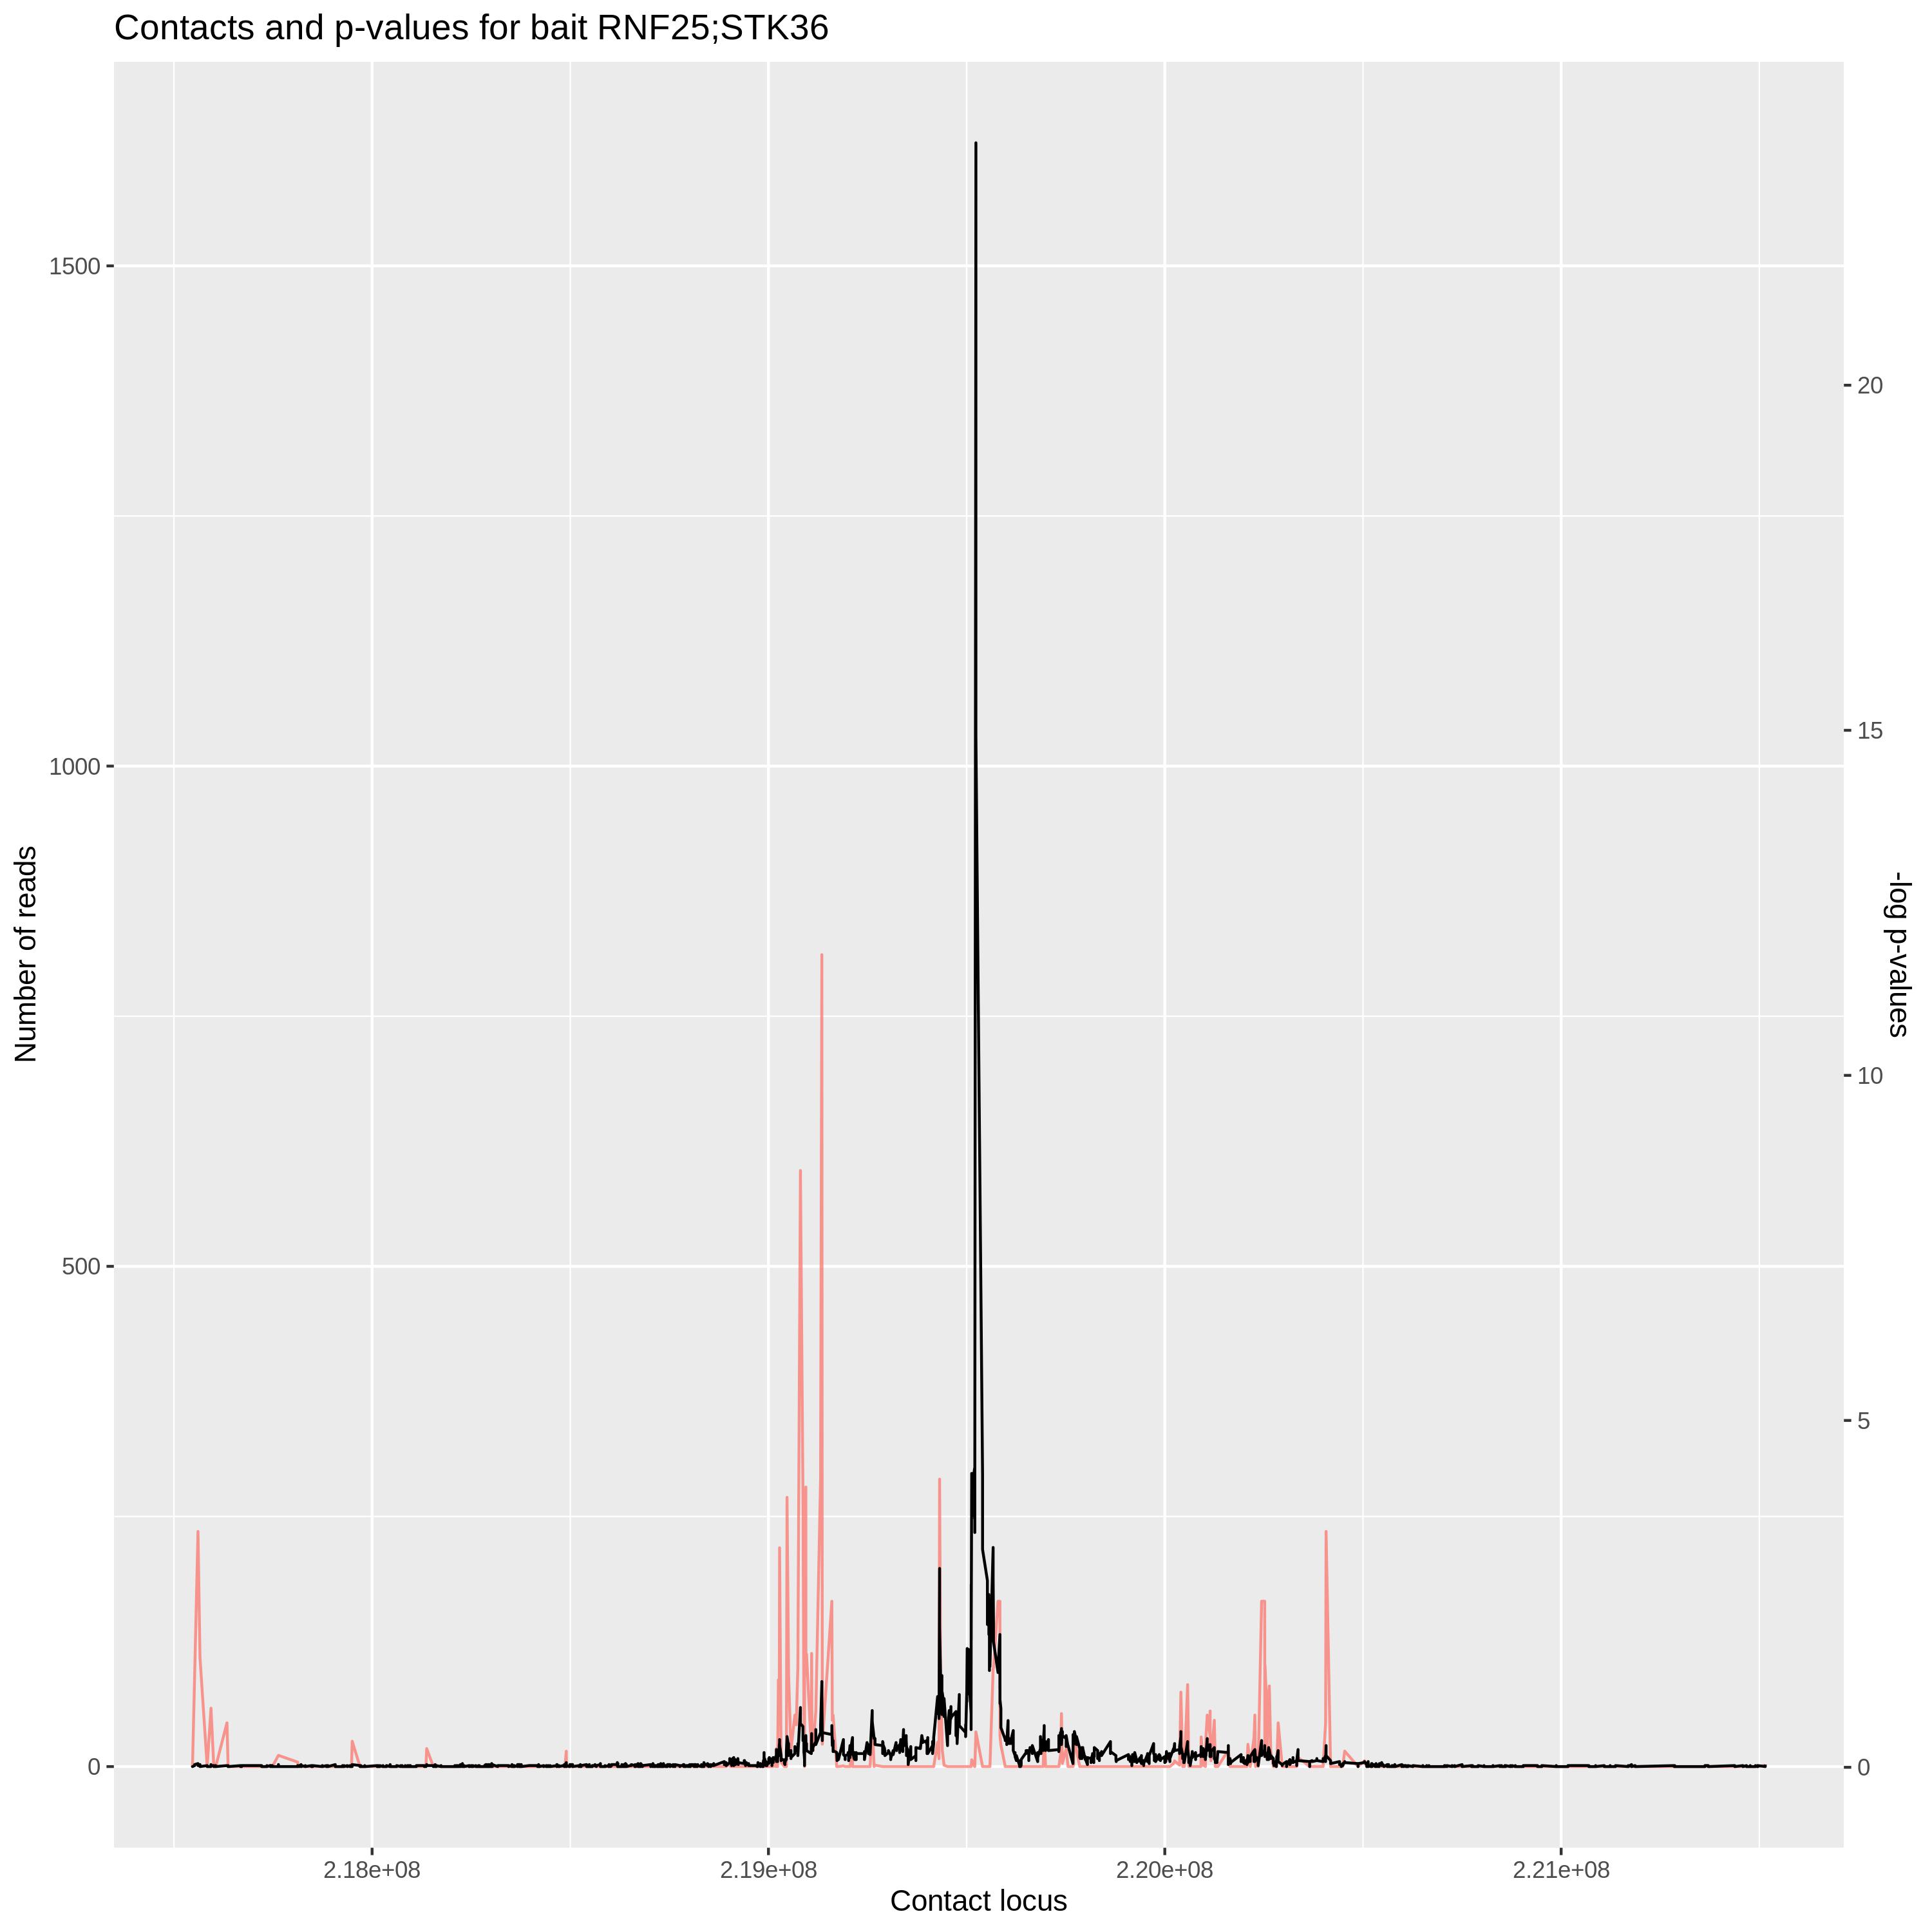 Contacts and p-values for bait RNF25;STK36
1500
1000
500
0
Number of reads
20
15
10
5
0
-log p-values
2.18e+08
2.19e+08
2.20e+08
2.21e+08
Contact locus